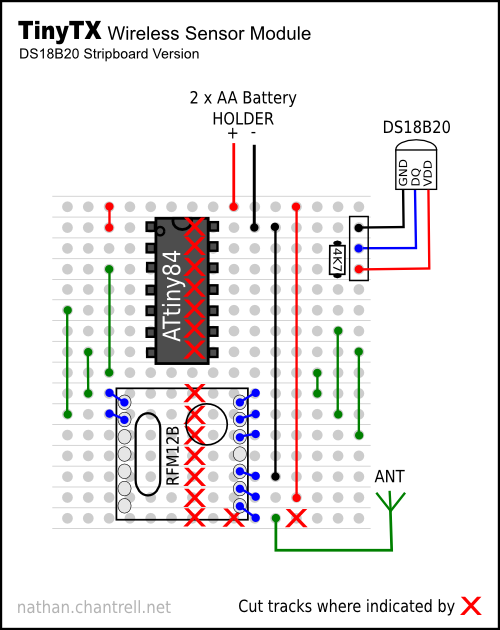 TinyTX Wireless Sensor Module
DS18B20 Stripboard Version
2 x AA Battery
HOLDER
+ -
DS18B20
GND
DQ
VDD
4K7
ATtiny84
RFM12B
ANT
nathan.chantrell.net
Cut tracks where indicated by X